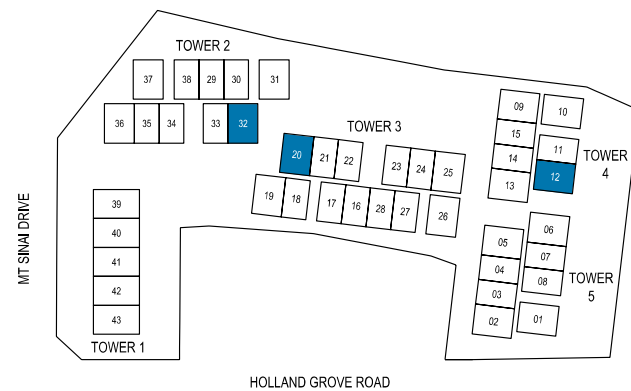 TOWER 2
37 38 29 30 31
36 35 34 33 32
TOWER 3
20 21 22 23 24 25
19 18 17 16 28 27 26
09 10
15 11
14
13 12
TOWER
4
05 06
04 07
03 08
02 01
TOWER
5
39
40
41
42
43
TOWER 1
MT SINAI DRIVE
HOLLAND GROVE ROAD